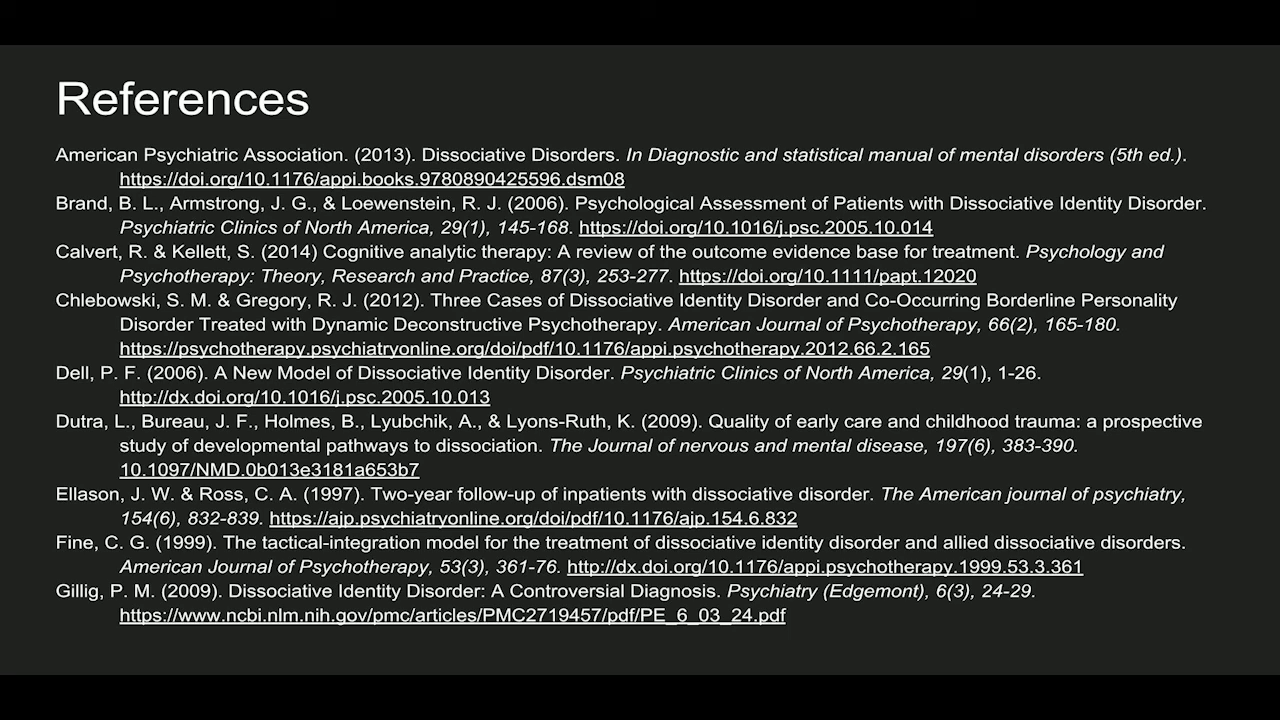 References
American Psychiatric Association. (2013). Dissociative Disorders. In Diagnostic and statistical manual of mental disorders (5th ed.).
https://doi.org/10.1176/appi.books.9780890425596.dsm08
Brand, B. L., Armstrong, J. G., & Loewenstein, R. J. (2006). Psychological Assessment of Patients with Dissociative Identity Disorder.
Psychiatric Clinics of North America, 29(1), 145-168. https://doi.org/10.1016/j.psc.2005.10.014
Calvert, R. & Kellett, S. (2014) Cognitive analytic therapy: A review of the outcome evidence base for treatment. Psychology and
Psychotherapy: Theory, Research and Practice, 87(3), 253-277. https://doi.org/10.1111/papt.12020
Chlebowski, S. M. & Gregory, R. J. (2012). Three Cases of Dissociative Identity Disorder and Co-Occurring Borderline Personality
Disorder Treated with Dynamic Deconstructive Psychotherapy. American Journal of Psychotherapy, 66(2), 165-180.
https://psychotherapy.psychiatryonline.org/doi/pdf/10.1176/appi.psychotherapy.2012.66.2.165
Dell, P. F. (2006). A New Model of Dissociative Identity Disorder. Psychiatric Clinics of North America, 29(1), 1-26.
http://dx.doi.org/10.1016/j.psc.2005.10.013
Dutra, L., Bureau, J. F., Holmes, B., Lyubchik, A., & Lyons-Ruth, K. (2009). Quality of early care and childhood trauma: a prospective
study of developmental pathways to dissociation. The Journal of nervous and mental disease, 197(6), 383-390.
10.1097/NMD.0b013e3181a653b7
Ellason, J. W. & Ross, C. A. (1997). Two-year follow-up of inpatients with dissociative disorder. The American journal of psychiatry,
154(6), 832-839. https://ajp.psychiatryonline.org/doi/pdf/10.1176/ajp.154.6.832
Fine, C. G. (1999). The tactical-integration model for the treatment of dissociative identity disorder and allied dissociative disorders.
American Journal of Psychotherapy, 53(3), 361-76. http://dx.doi.org/10.1176/appi.psychotherapy.1999.53.3.361
Gillig, P. M. (2009). Dissociative Identity Disorder: A Controversial Diagnosis. Psychiatry (Edgemont), 6(3), 24-29.
https://www.ncbi.nlm.nih.gov/pmc/articles/PMC2719457/pdf/PE_6_03_24.pdf